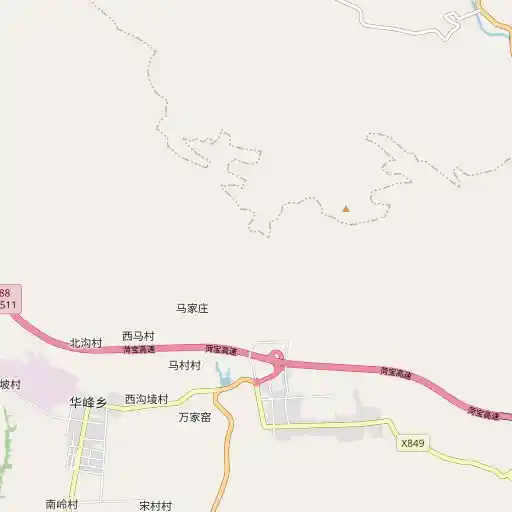 88
511
马家庄
西马村
北沟村
菏宝高速
菏宝高速
马村村
菏宝高速
坡村
华峰乡
西沟堎村
菏宝高速
万家窑
X849
南岭村
宋村村